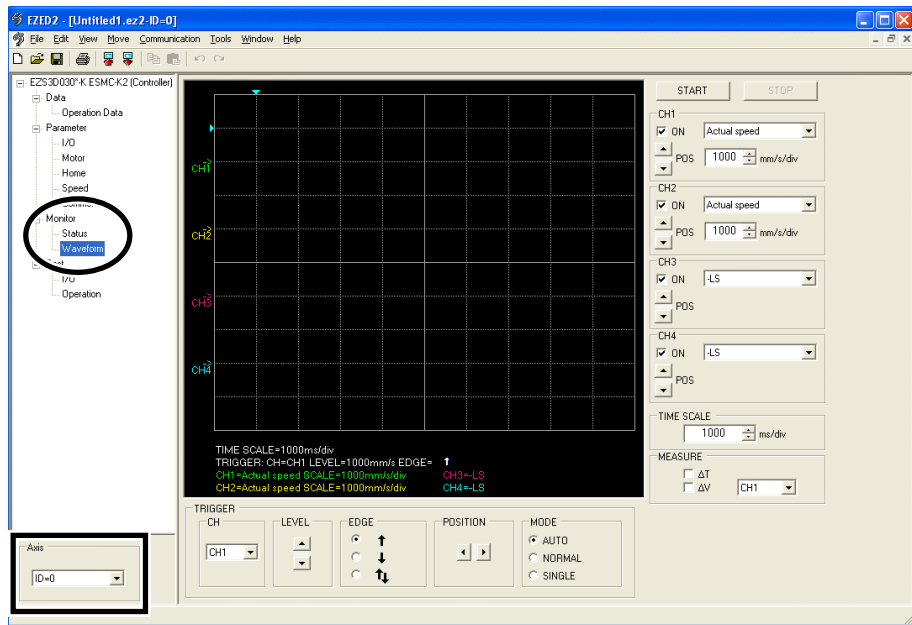 EZED2 - [Untitled1.ez2-ID=0]
File Edit View Move Communication Tools Window Help
EZS3D030*-K ESMC-K2 (Controller)
Data
Operation Data
Parameter
I/O
Motor
Home
Speed
Monitor
Status
Waveform
I/O
Operation
Axis
ID=0
CH1
CH2
CH3
CH4
TIME SCALE=1000ms/div
TRIGGER: CH=CH1 LEVEL=1000mm/s EDGE= ⬆
CH1=Actual speed SCALE=1000mm/s/div CH3=-LS
CH2=Actual speed SCALE=1000mm/s/div CH4=-LS
TRIGGER
CH LEVEL EDGE POSITION MODE
CH1
AUTO
NORMAL
SINGLE
START STOP
CH1
ON Actual speed
POS 1000 mm/s/div
CH2
ON Actual speed
POS 1000 mm/s/div
CH3
ON -LS
POS
CH4
ON -LS
POS
TIME SCALE
1000 ms/div
MEASURE
ΔT
ΔV CH1